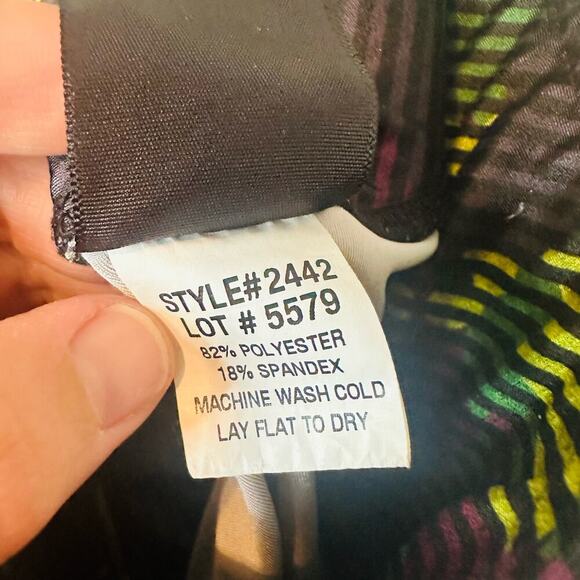 STYLE#2442
LOT # 5579
82% POLYESTER
18% SPANDEX
MACHINE WASH COLD
LAY FLAT TO DRY